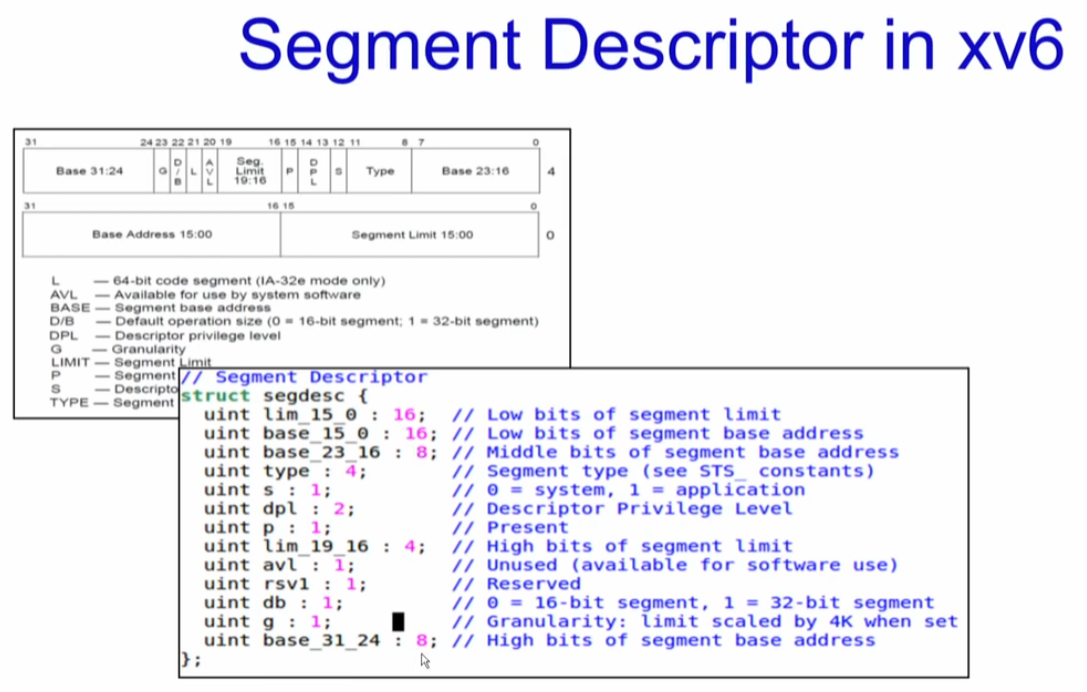 Segment Descriptor in xv6
31 24 23 22 21 20 19 16 15 14 13 12 11 8 7 0
Base 31:24 G D/B L AVL Seg. Limit 19:16 P DPL S Type Base 23:16 4
31 16 15 0
Base Address 15:00 Segment Limit 15:00 0
L — 64-bit code segment (IA-32e mode only)
AVL — Available for use by system software
BASE — Segment base address
D/B — Default operation size (0 = 16-bit segment; 1 = 32-bit segment)
DPL — Descriptor privilege level
G — Granularity
LIMIT — Segment Limit
P — Segment
S — Descripto
TYPE — Segment
// Segment Descriptor
struct segdesc {
uint lim_15_0 : 16; // Low bits of segment limit
uint base_15_0 : 16; // Low bits of segment base address
uint base_23_16 : 8; // Middle bits of segment base address
uint type : 4; // Segment type (see STS_ constants)
uint s : 1; // 0 = system, 1 = application
uint dpl : 2; // Descriptor Privilege Level
uint p : 1; // Present
uint lim_19_16 : 4; // High bits of segment limit
uint avl : 1; // Unused (available for software use)
uint rsv1 : 1; // Reserved
uint db : 1; // 0 = 16-bit segment, 1 = 32-bit segment
uint g : 1; // Granularity: limit scaled by 4K when set
uint base_31_24 : 8; // High bits of segment base address
};